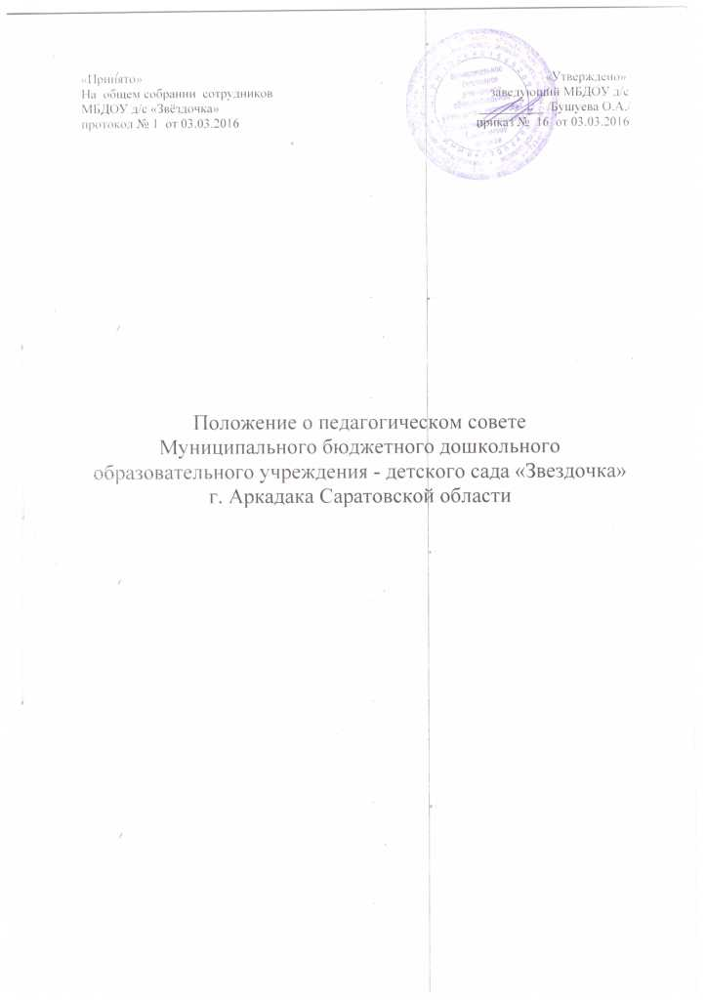 «Принято»
На общем собрании сотрудников
МБДОУ д/с «Звёздочка»
протокол № 1 от 03.03.2016
«Утверждено»
заведующий МБДОУ д/с
/Бушуева О.А./
приказ № 16 от 03.03.2016
Положение о педагогическом совете
Муниципального бюджетного дошкольного
образовательного учреждения - детского сада «Звездочка»
г. Аркадака Саратовской области